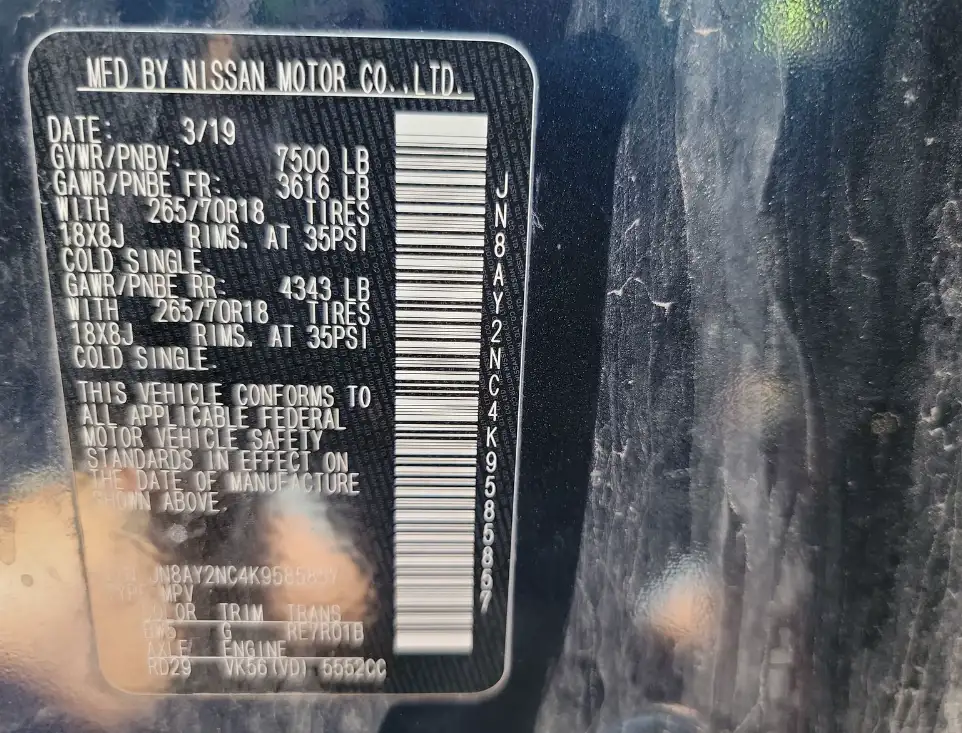 MFD BY NISSAN MOTOR CO.,LTD.
DATE: 3/19
GVWR/PNBV: 7500 LB
GAWR/PNBE FR: 3616 LB
WITH 265/70R18 TIRES
18X8J RIMS. AT 35PSI
COLD SINGLE.
GAWR/PNBE RR: 4343 LB
WITH 265/70R18 TIRES
18X8J RIMS. AT 35PSI
COLD SINGLE.
THIS VEHICLE CONFORMS TO
ALL APPLICABLE FEDERAL
MOTOR VEHICLE SAFETY
STANDARDS IN EFFECT ON
THE DATE OF MANUFACTURE
SHOWN ABOVE.
JN8AY2NC4K9585867
MPV
COLOR TRIM TRANS
G RE7R01B
AXLE/ ENGINE
RD29 VK56(VD) 5552CC
JN8AY2NC4K9585867